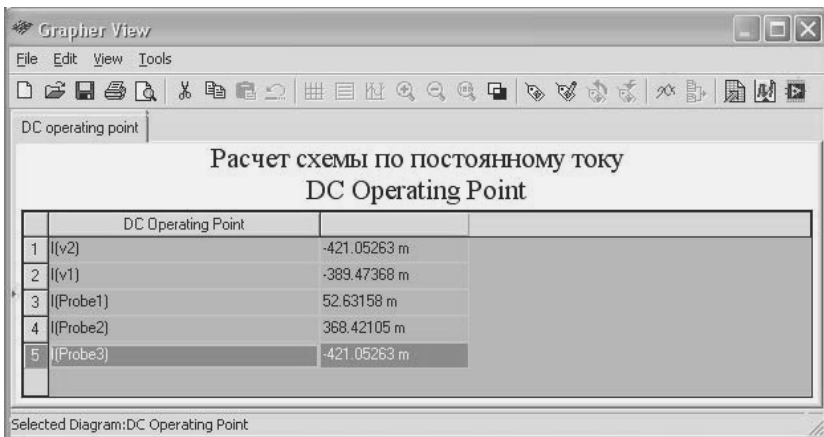 Grapher View
File Edit View Tools
DC operating point
Расчет схемы по постоянному току
DC Operating Point
DC Operating Point
1 I(v2) -421.05263 m
2 I(v1) -389.47368 m
3 I(Probe1) 52.63158 m
4 I(Probe2) 368.42105 m
5 I(Probe3) -421.05263 m
Selected Diagram:DC Operating Point